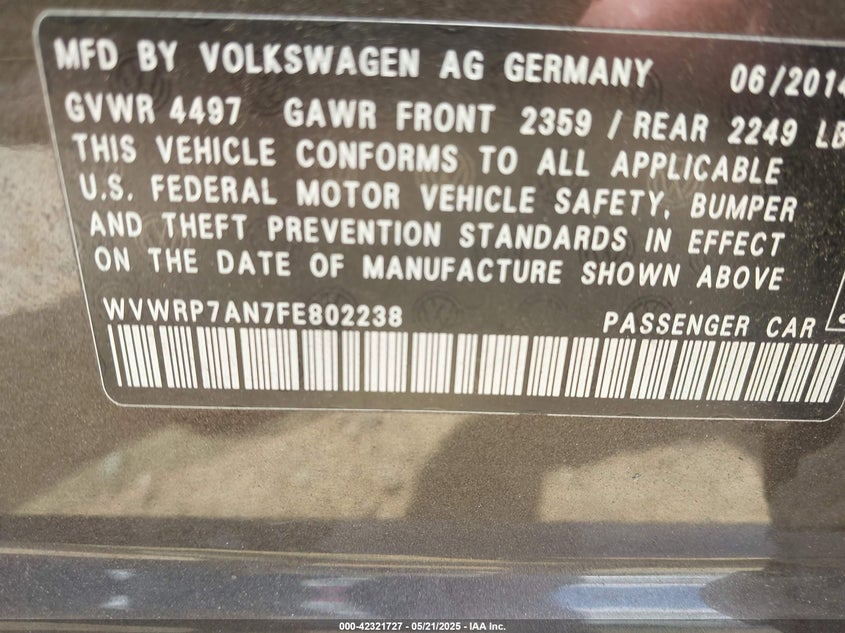 MFD BY VOLKSWAGEN AG GERMANY 06/2014
GVWR 4497 GAWR FRONT 2359 / REAR 2249 LB
THIS VEHICLE CONFORMS TO ALL APPLICABLE
U.S. FEDERAL MOTOR VEHICLE SAFETY, BUMPER
AND THEFT PREVENTION STANDARDS IN EFFECT
ON THE DATE OF MANUFACTURE SHOWN ABOVE
WVWRP7AN7FE802238 PASSENGER CAR
000-42321727 - 05/21/2025 - IAA Inc.